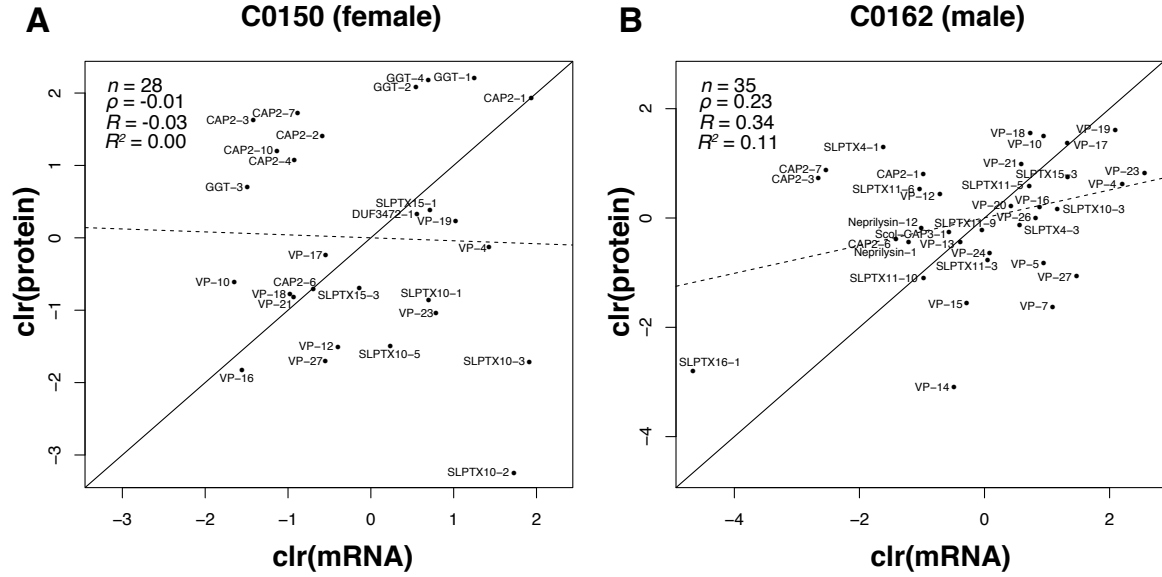 A
C0150 (female)
n = 28
ρ = -0.01
R = -0.03
R² = 0.00
GGT−4
GGT−1
GGT−2
CAP2−1
CAP2−7
CAP2−3
CAP2−2
CAP2−10
CAP2−4
GGT−3
SLPTX15−1
DUF3472−1
VP−19
VP−4
VP−17
VP−10
CAP2−6
VP−18
SLPTX15−3
SLPTX10−1
VP−21
VP−23
VP−12
SLPTX10−5
VP−27
SLPTX10−3
VP−16
SLPTX10−2
2
1
0
−1
−2
−3
clr(protein)
−3
−2
−1
0
1
2
clr(mRNA)
B
C0162 (male)
n = 35
ρ = 0.23
R = 0.34
R² = 0.11
VP−19
VP−18
VP−10
VP−17
SLPTX4−1
VP−21
CAP2−7
CAP2−3
CAP2−1
SLPTX15−3
VP−23
SLPTX11−5
VP−4
SLPTX11−6
VP−12
VP−16
VP−20
SLPTX10−3
VP−26
Neprilysin−12
SLPTX11−9
SLPTX4−3
Scol−CAP3−1
CAP2−6
VP−13
Neprilysin−1
VP−24
SLPTX11−3
VP−5
SLPTX11−10
VP−27
VP−15
VP−7
SLPTX16−1
VP−14
2
0
−2
−4
clr(protein)
−4
−2
0
2
clr(mRNA)